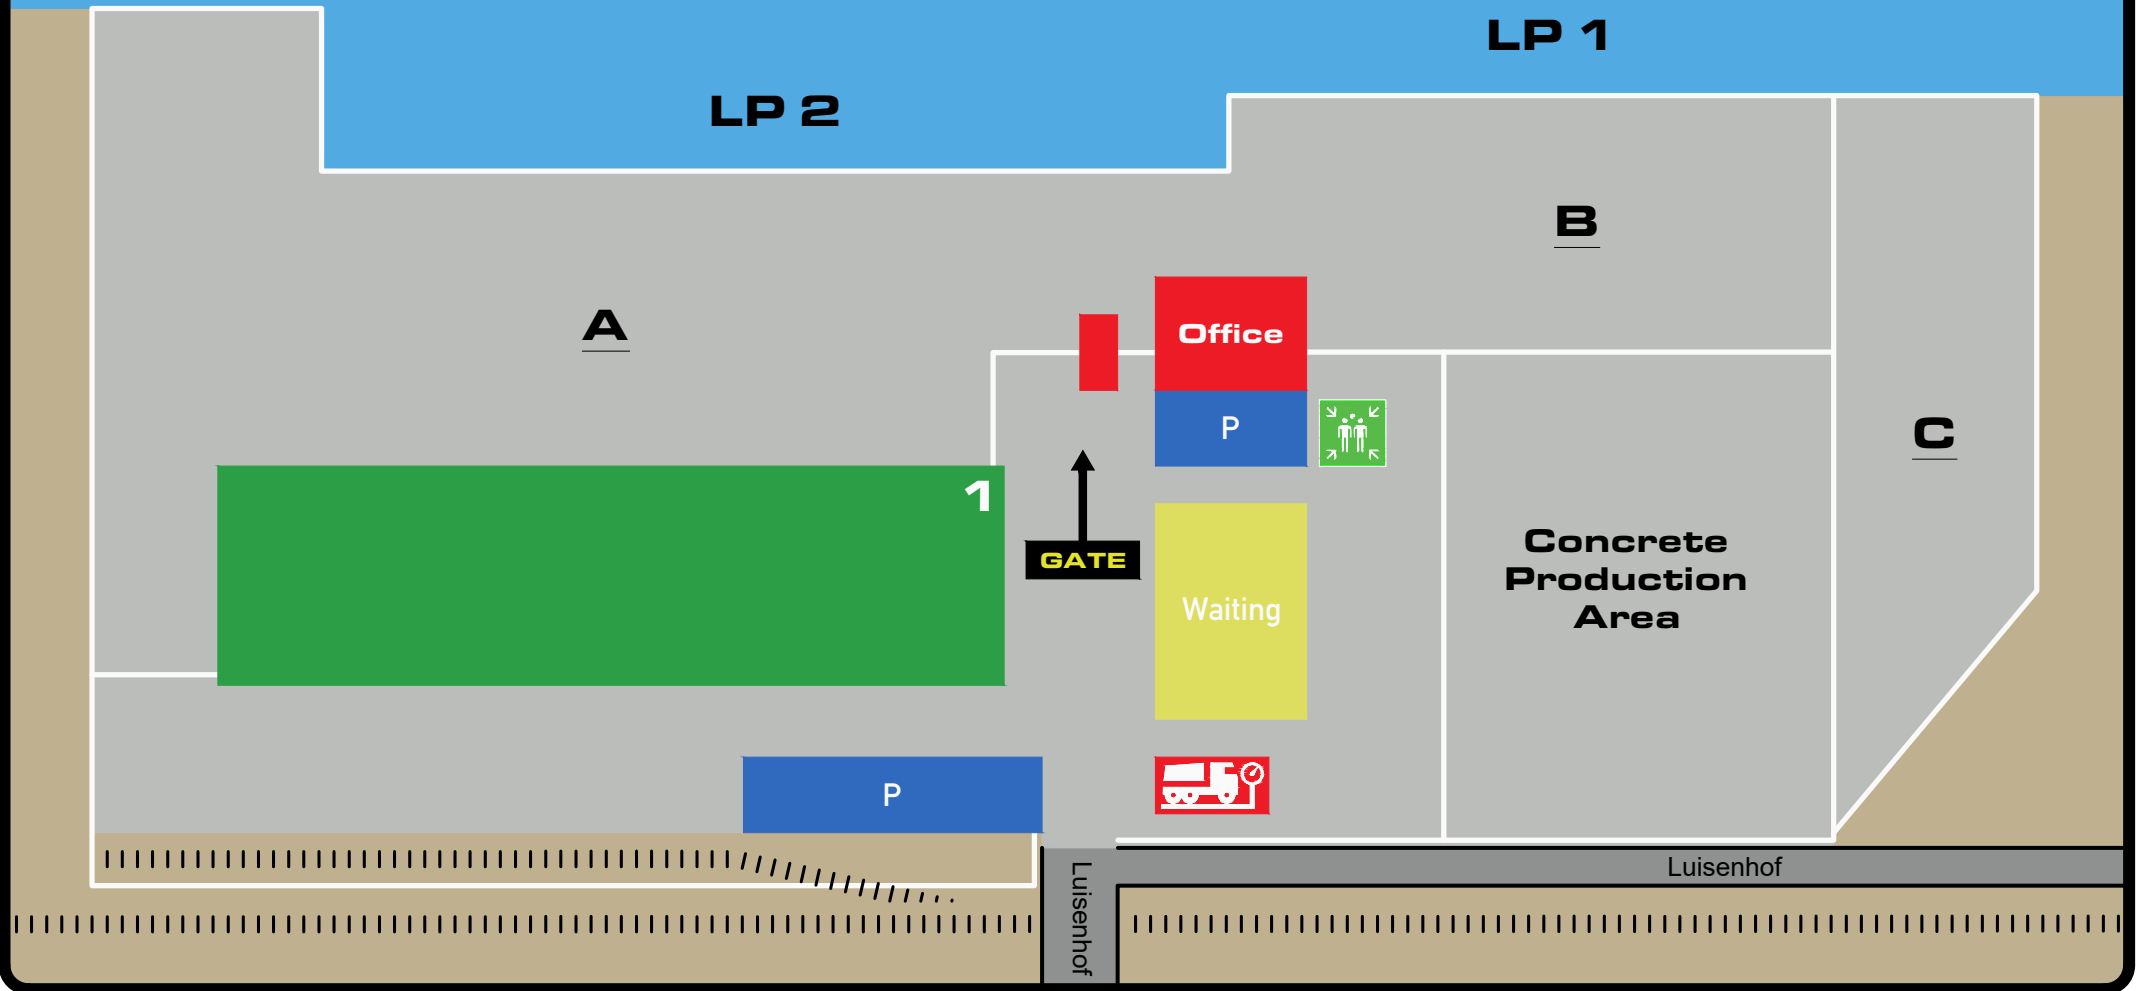 LP 1
LP 2
B
A
Office
P
C
1
GATE
Concrete
Production
Area
Waiting
P
Luisenhof
Luisenhof